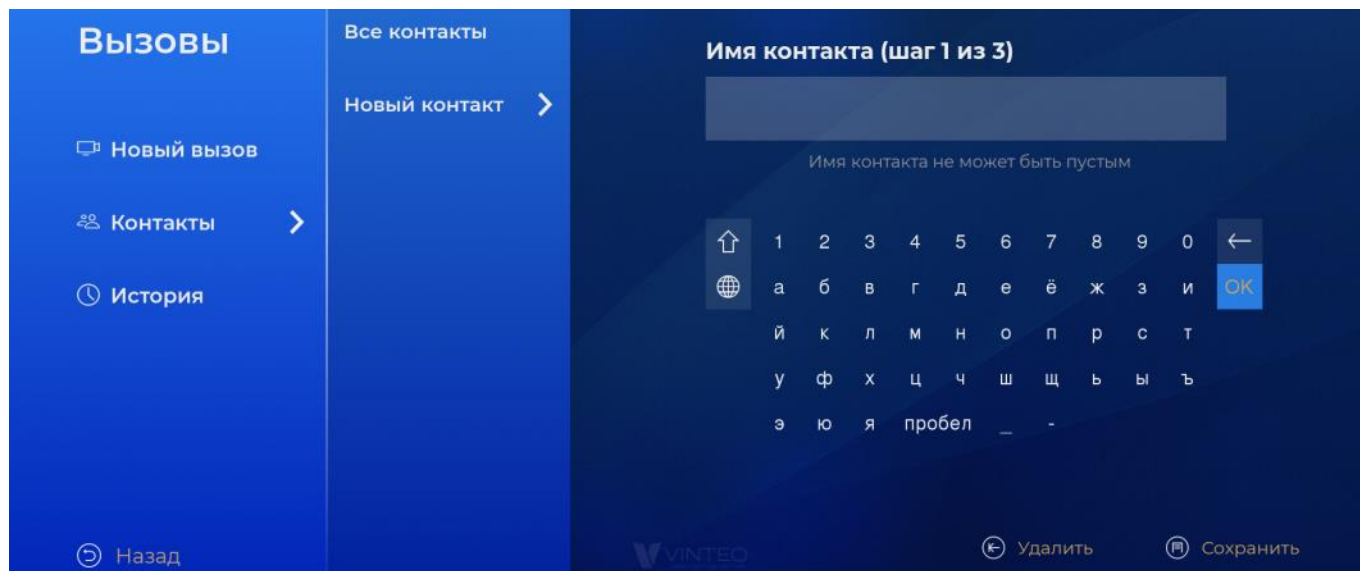 Вызовы
Новый вызов
Контакты
История
Назад
Все контакты
Новый контакт
Имя контакта (шаг 1 из 3)
Имя контакта не может быть пустым
1 2 3 4 5 6 7 8 9 0
а б в г д е ё ж з и OK
й к л м н о п р с т
у ф х ц ч ш щ ь ы ъ
э ю я пробел _ -
VINTEO
Удалить
Сохранить